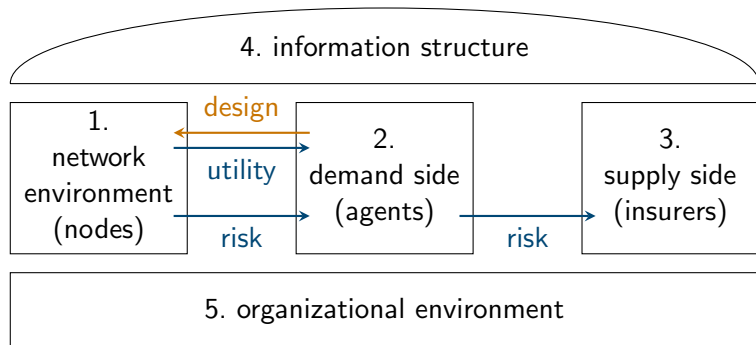 4. information structure
1.
network
environment
(nodes)
design
utility
risk
2.
demand side
(agents)
risk
3.
supply side
(insurers)
5. organizational environment